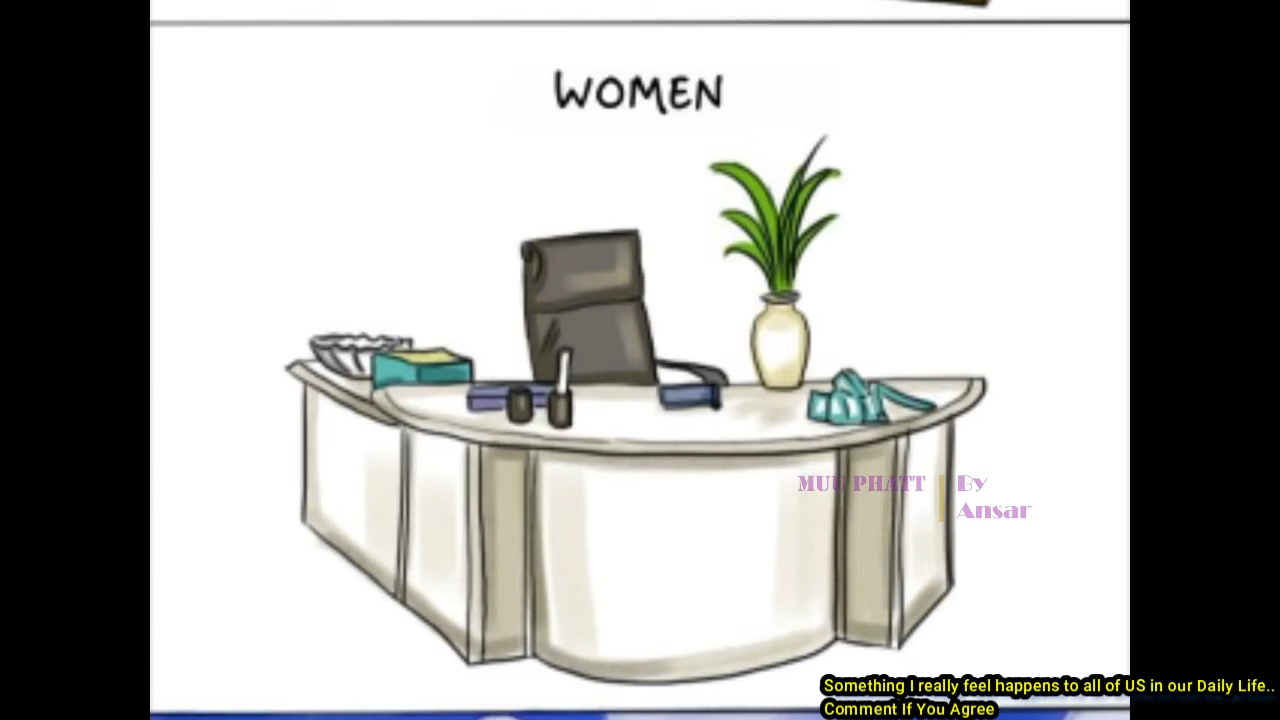 WOMEN
MUU PHATT
By
Ansar
Something I really feel happens to all of US in our Daily Life..
Comment If You Agree